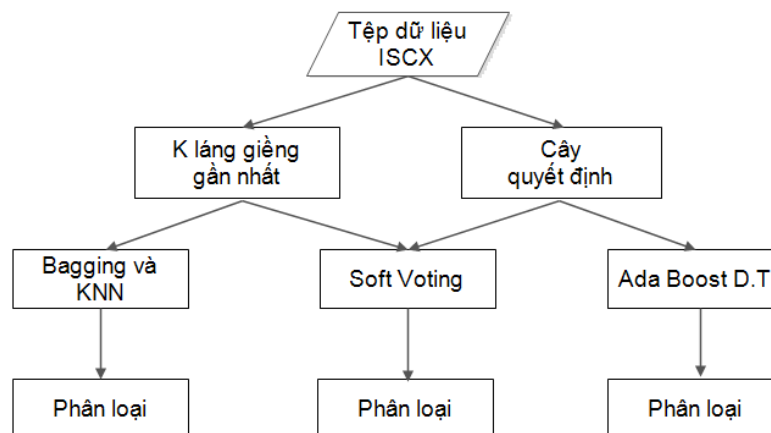 Tệp dữ liệu
ISCX
K láng giềng
gần nhất
Cây
quyết định
Bagging và
KNN
Soft Voting
Ada Boost D.T
Phân loại
Phân loại
Phân loại